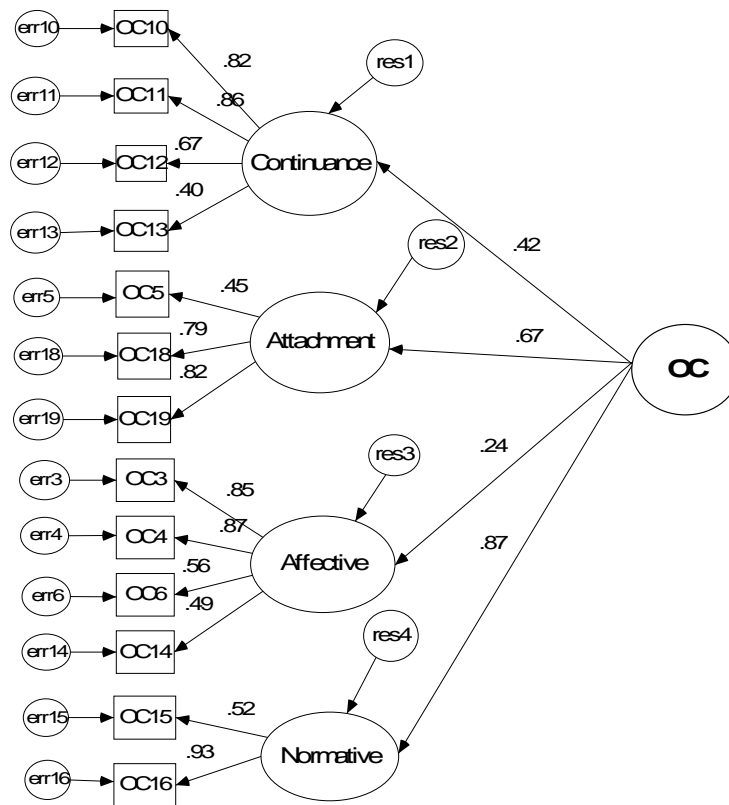 err10 OC10
.82
res1
err11 OC11
.86
err12 OC12
.67
Continuance
err13 OC13
.40
res2
.42
err5 OC5
.45
err18 OC18
.79
Attachment
.67
OC
err19 OC19
.82
res3
.24
err3 OC3
.85
err4 OC4
.87
Affective
.87
err6 OC6
.56
err14 OC14
.49
res4
err15 OC15
.52
Normative
err16 OC16
.93